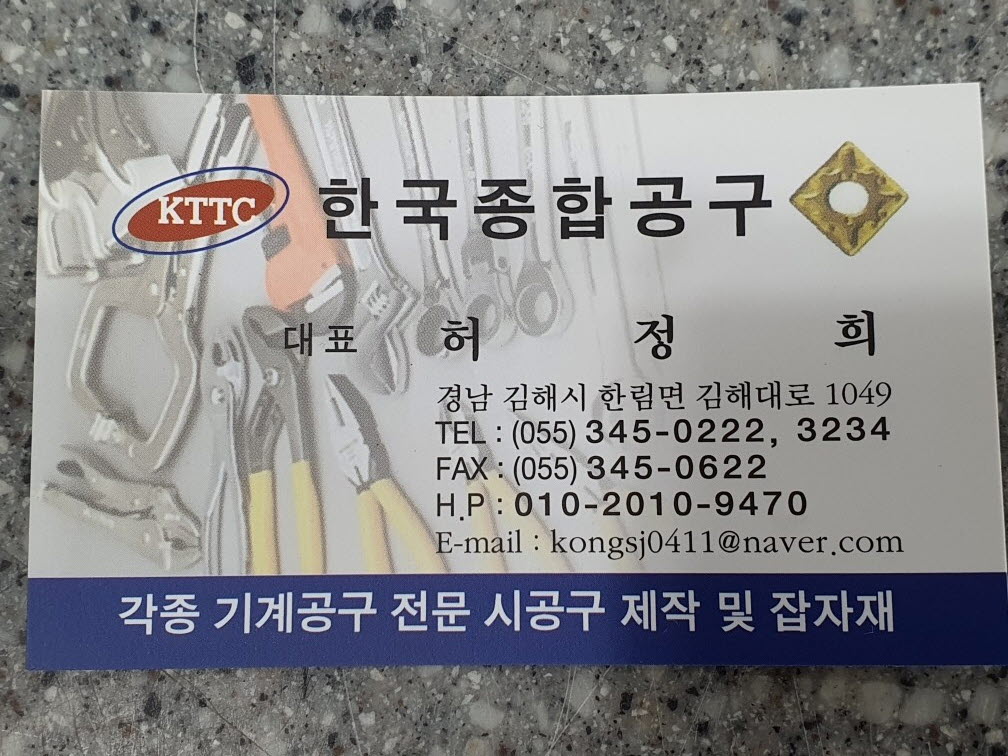 KTTC 한국종합공구
대표 허 정 희
경남 김해시 한림면 김해대로 1049
TEL : (055) 345-0222, 3234
FAX : (055) 345-0622
H.P : 010-2010-9470
E-mail : kongsj0411@naver.com
각종 기계공구 전문 시공구 제작 및 잡자재